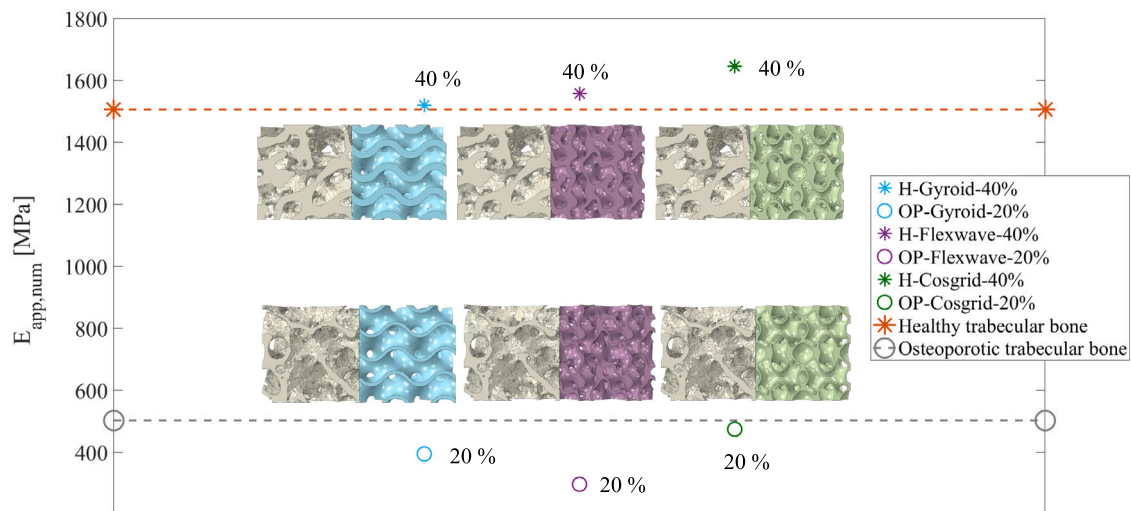 1800
1600
1400
1200
1000
800
600
400
E_app,num [MPa]
40 %
40 %
40 %
20 %
20 %
20 %
H-Gyroid-40%
OP-Gyroid-20%
H-Flexwave-40%
OP-Flexwave-20%
H-Cosgrid-40%
OP-Cosgrid-20%
Healthy trabecular bone
Osteoporotic trabecular bone